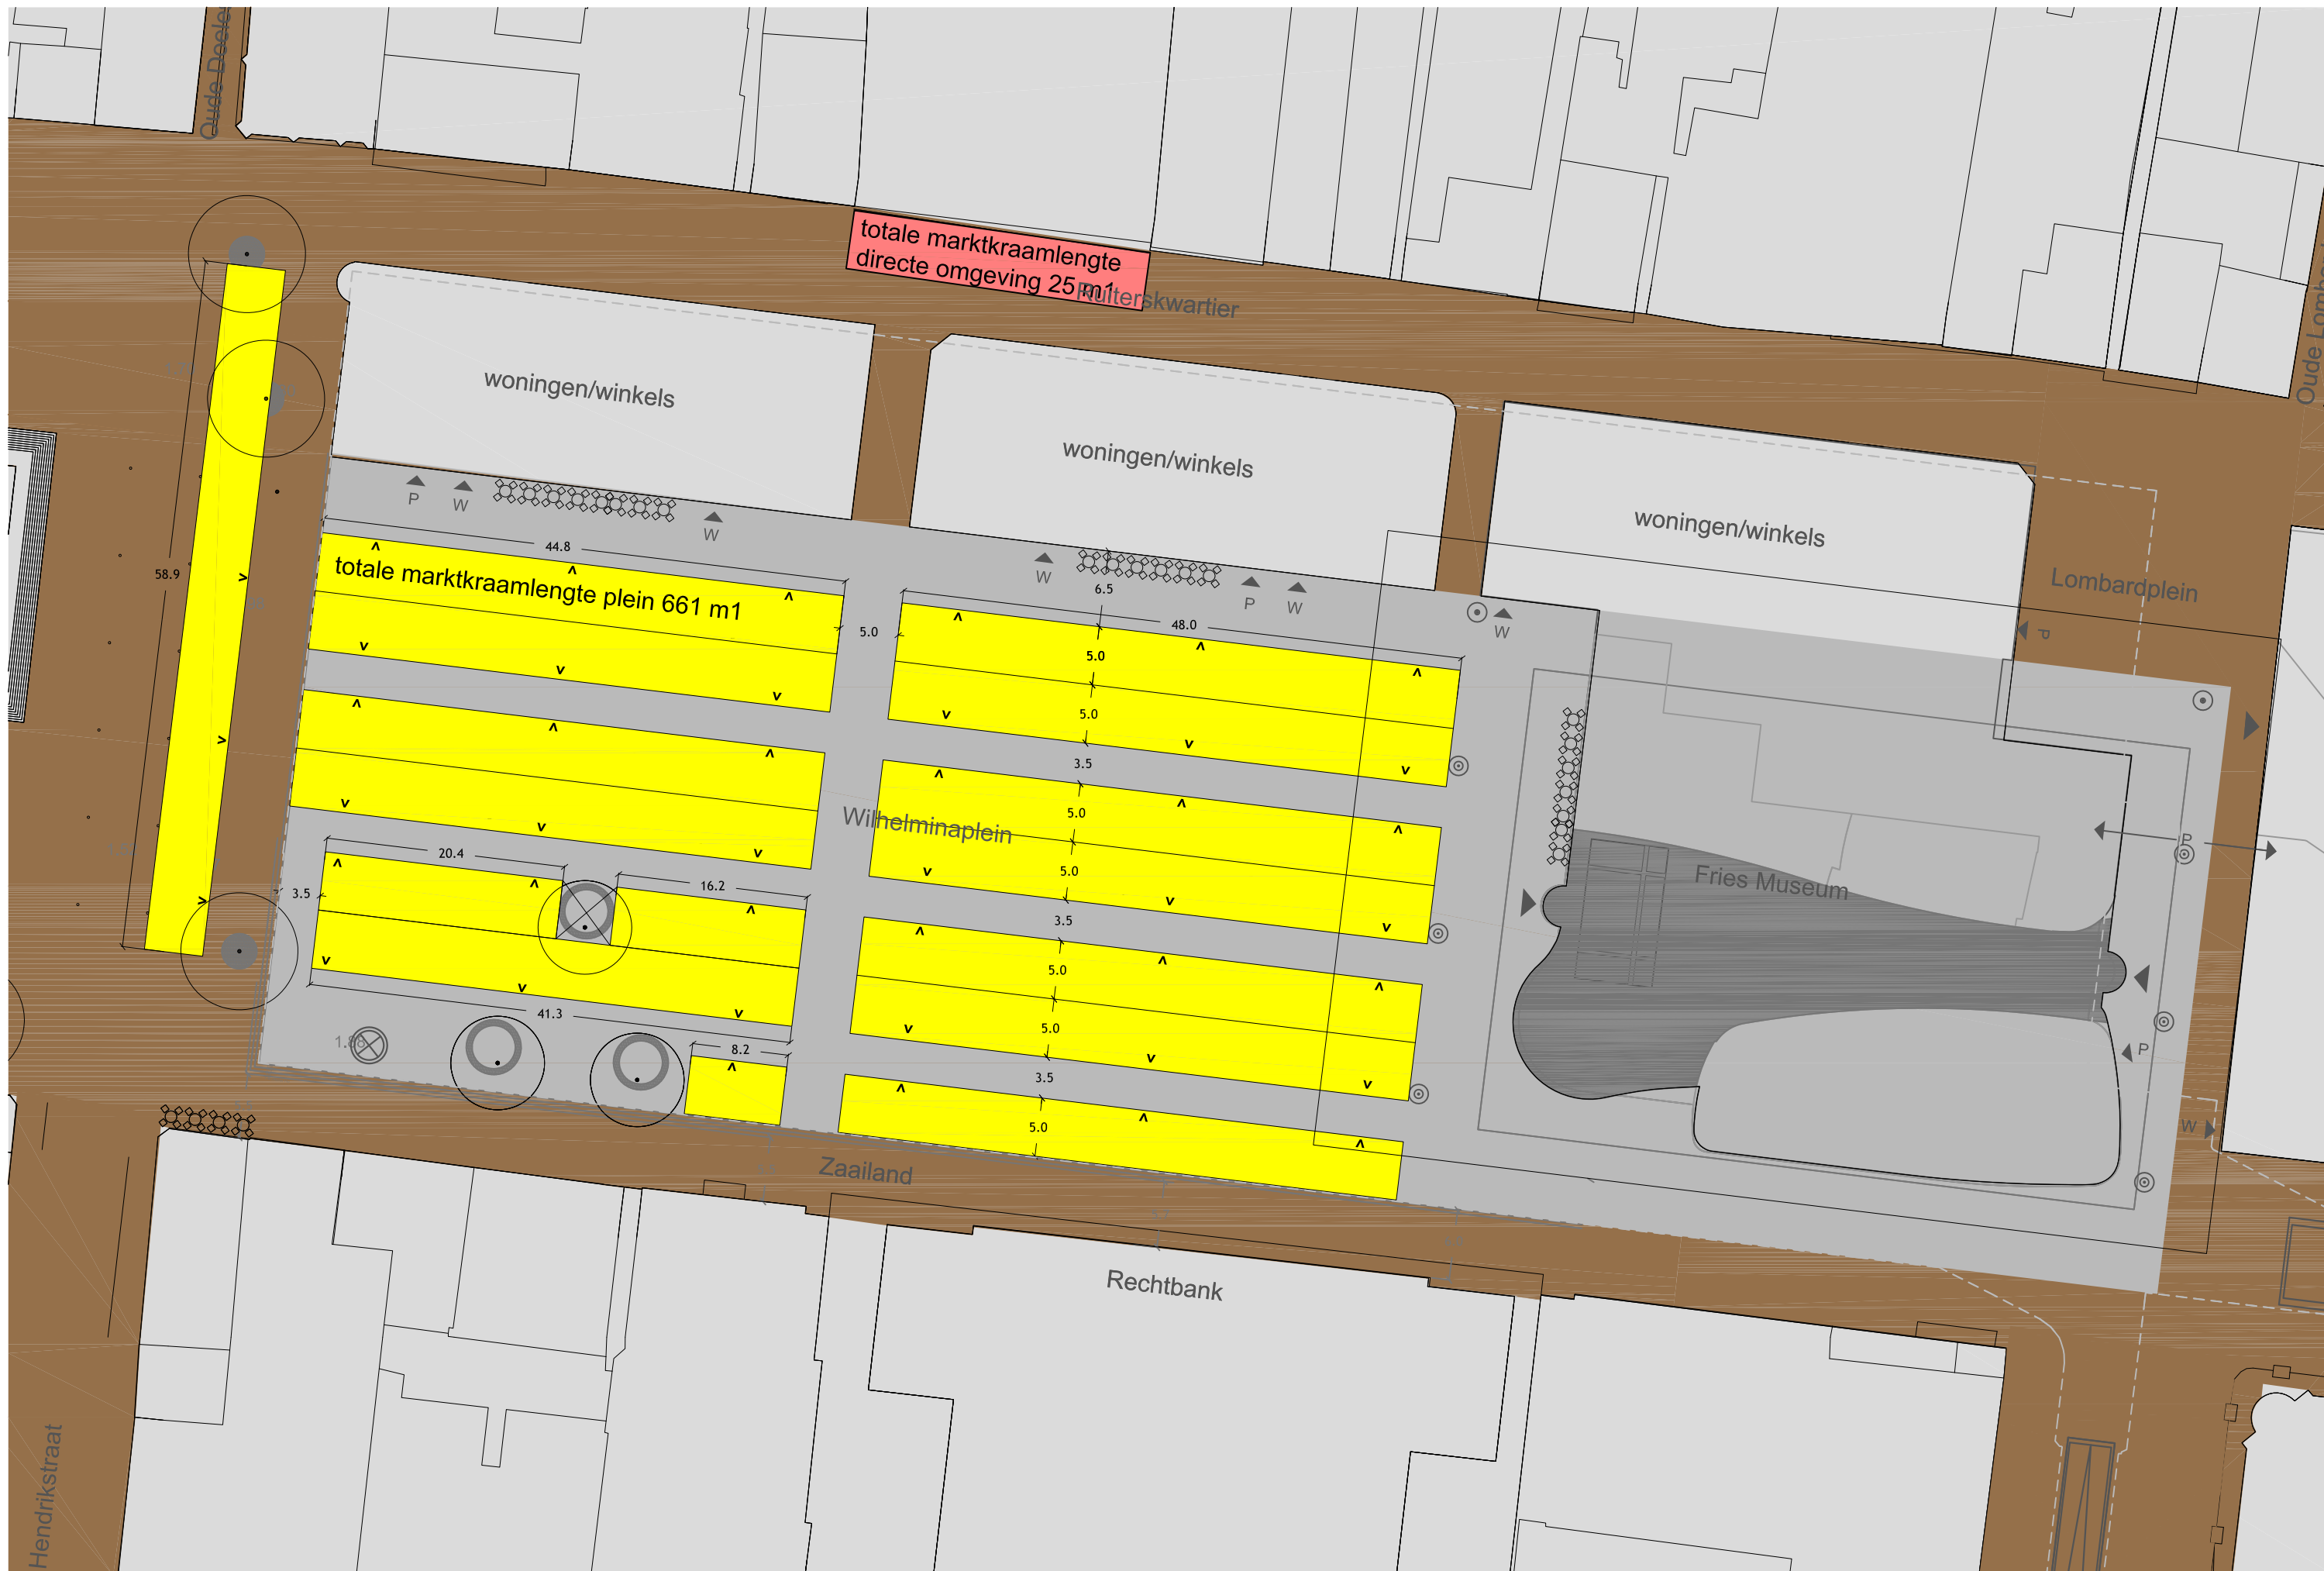 Oude Doele
totale marktkraamlengte
directe omgeving 25 m1
Ruiterskwartier
woningen/winkels
woningen/winkels
woningen/winkels
Oude Lomba
Lombardplein
P
W
W
W
P
W
W
P
44.8
totale marktkraamlengte plein 661 m1
58.9
5.0
6.5
48.0
5.0
5.0
3.5
5.0
Wilhelminaplein
5.0
3.5
5.0
5.0
3.5
5.0
20.4
16.2
3.5
41.3
8.2
Fries Museum
P
P
W
Zaailand
Rechtbank
Hendrikstraat